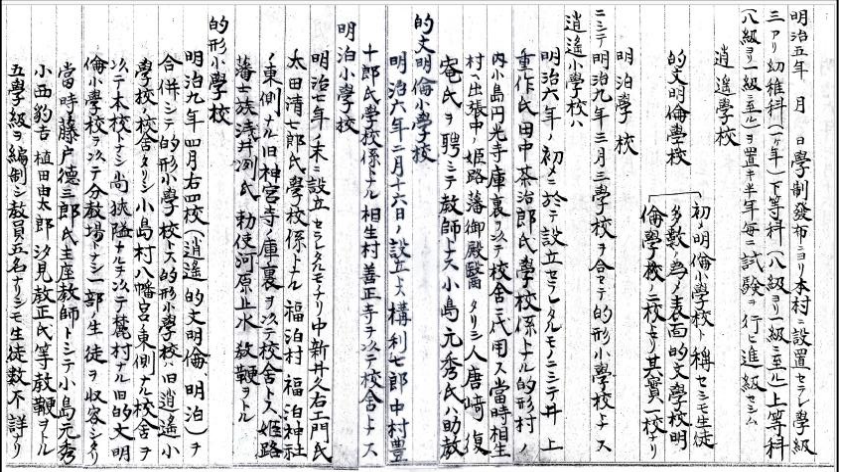 明治五年　月　日學制發布ニヨリ本村ニ設置セラレ學級
三アリ幼稚科（一ヶ年）下等科（八級ヨリ一級ニ至ル）上等科
（八級ヨリ一級ニ至ル）ヲ置キ半年每ニ試驗ヲ行ヒ進級セシム
逍遙學校
的文明倫學校
初メ明倫小學校ト稱セシモ生徒
多數ノ爲メ表面的文學校明
倫學校ノ二校トナリ其實一校ナリ
明泊學校
ニシテ明治九年三月三學校ヲ合セテ的形小學校トス
逍遙小學校ハ
明治六年ノ初メニ於テ設立セラレタルモノニシテ井上
重作氏田中茶治郎氏學校係トナル的形村ノ
内小島円光寺庫裏ヲ以テ校舍ニ代用ス當時相生
村ヘ出張中ノ姫路藩御殿醫タリシ人唐﨑復
庵氏ヲ聘シテ教師トス小島元秀氏ハ助教
的文明倫小學校
明治六年二月十六日ノ設立ナリ構利七郎中村豊
十郎氏學校係トナル相生村善正寺ヲ以テ校舍トナス
明泊小學校
明治七年ノ末ニ設立セラレタルモノナリ中新井久右エ門氏
太田清七郎氏學校係トナル福泊村福泊神社
ノ東側ナル旧神宮寺ノ庫裏ヲ以テ校舍トス姫路
藩士族浅井冽氏　勅使河原止水教鞭ヲトル
的形小學校
明治九年四月右四校（逍遙的文明倫、明泊）ヲ
合併シテ的形小學校トス的形小學校ハ旧逍遙小
學校校舍タリシ小島村八幡宮ノ東側ナル校舍ヲ
以テ本校トナシ尚狹隘ナルヲ以テ麓村ナル旧的文明
倫小學校ヲ以テ分教場トナシ一部ノ生徒ヲ收容シタリ
當時ハ藤戸德三郎氏主座教師トシテ小島元秀
小西豹吉　植田由太郎　汐見教正氏等教鞭ヲトル
五學級ヲ編制シ教員五名ナリシモ生徒數不詳ナリ